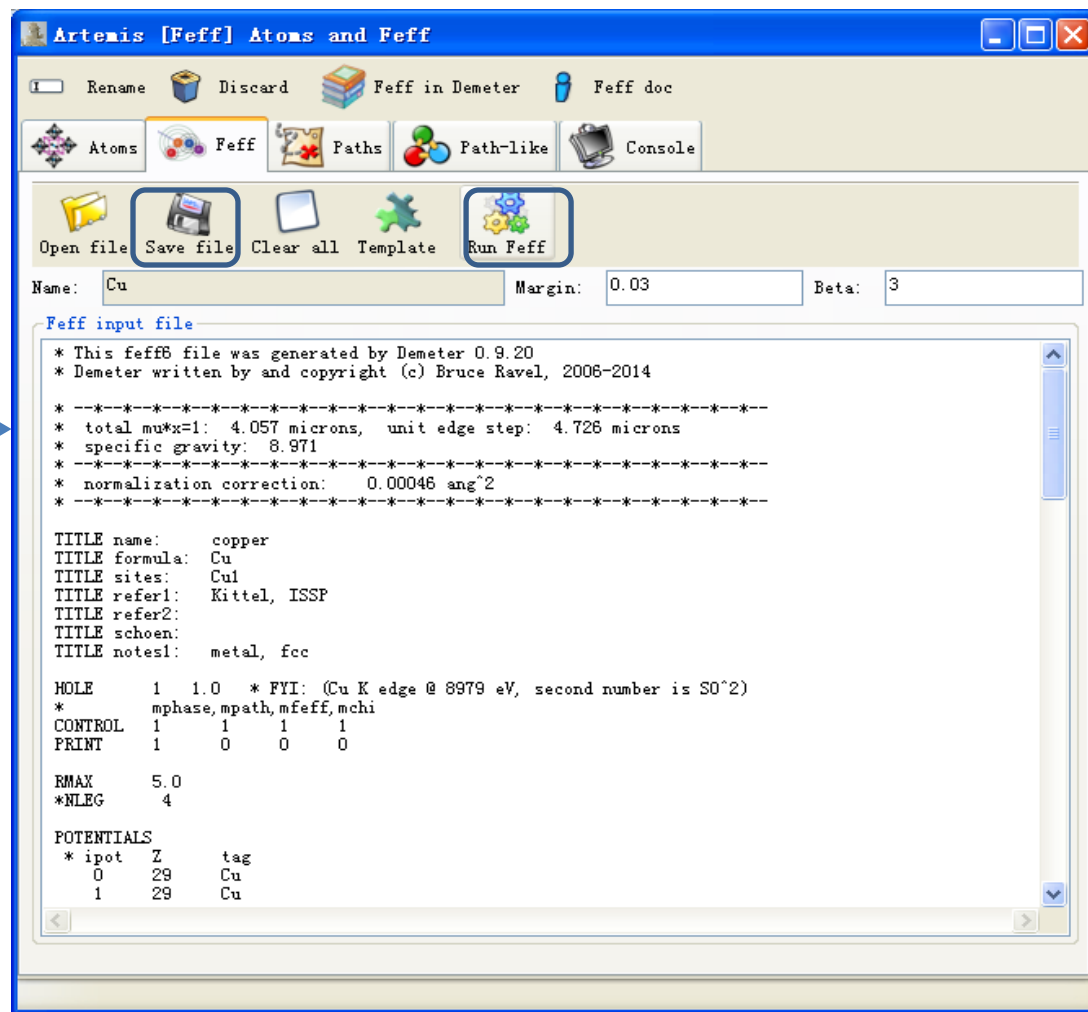 Artemis [Feff] Atoms and Feff
Rename Discard Feff in Demeter Feff doc
Atoms Feff Paths Path-like Console
Open file Save file Clear all Template Run Feff
Name: Cu Margin: 0.03 Beta: 3
Feff input file
* This feff6 file was generated by Demeter 0.9.20
* Demeter written by and copyright (c) Bruce Ravel, 2006-2014
* --*--*--*--*--*--*--*--*--*--*--*--*--*--*--*--*--*--*--*--*--*--*--*--
* total mu*x=1: 4.057 microns, unit edge step: 4.726 microns
* specific gravity: 8.971
* --*--*--*--*--*--*--*--*--*--*--*--*--*--*--*--*--*--*--*--*--*--*--*--
* normalization correction: 0.00046 ang^2
* --*--*--*--*--*--*--*--*--*--*--*--*--*--*--*--*--*--*--*--*--*--*--*--
TITLE name: copper
TITLE formula: Cu
TITLE sites: Cu1
TITLE refer1: Kittel, ISSP
TITLE refer2:
TITLE schoen:
TITLE notes1: metal, fcc
HOLE 1 1.0 * FYI: (Cu K edge @ 8979 eV, second number is S0^2)
* mphase,mpath,mfeff,mchi
CONTROL 1 1 1 1
PRINT 1 0 0 0
RMAX 5.0
*NLEG 4
POTENTIALS
* ipot Z tag
0 29 Cu
1 29 Cu